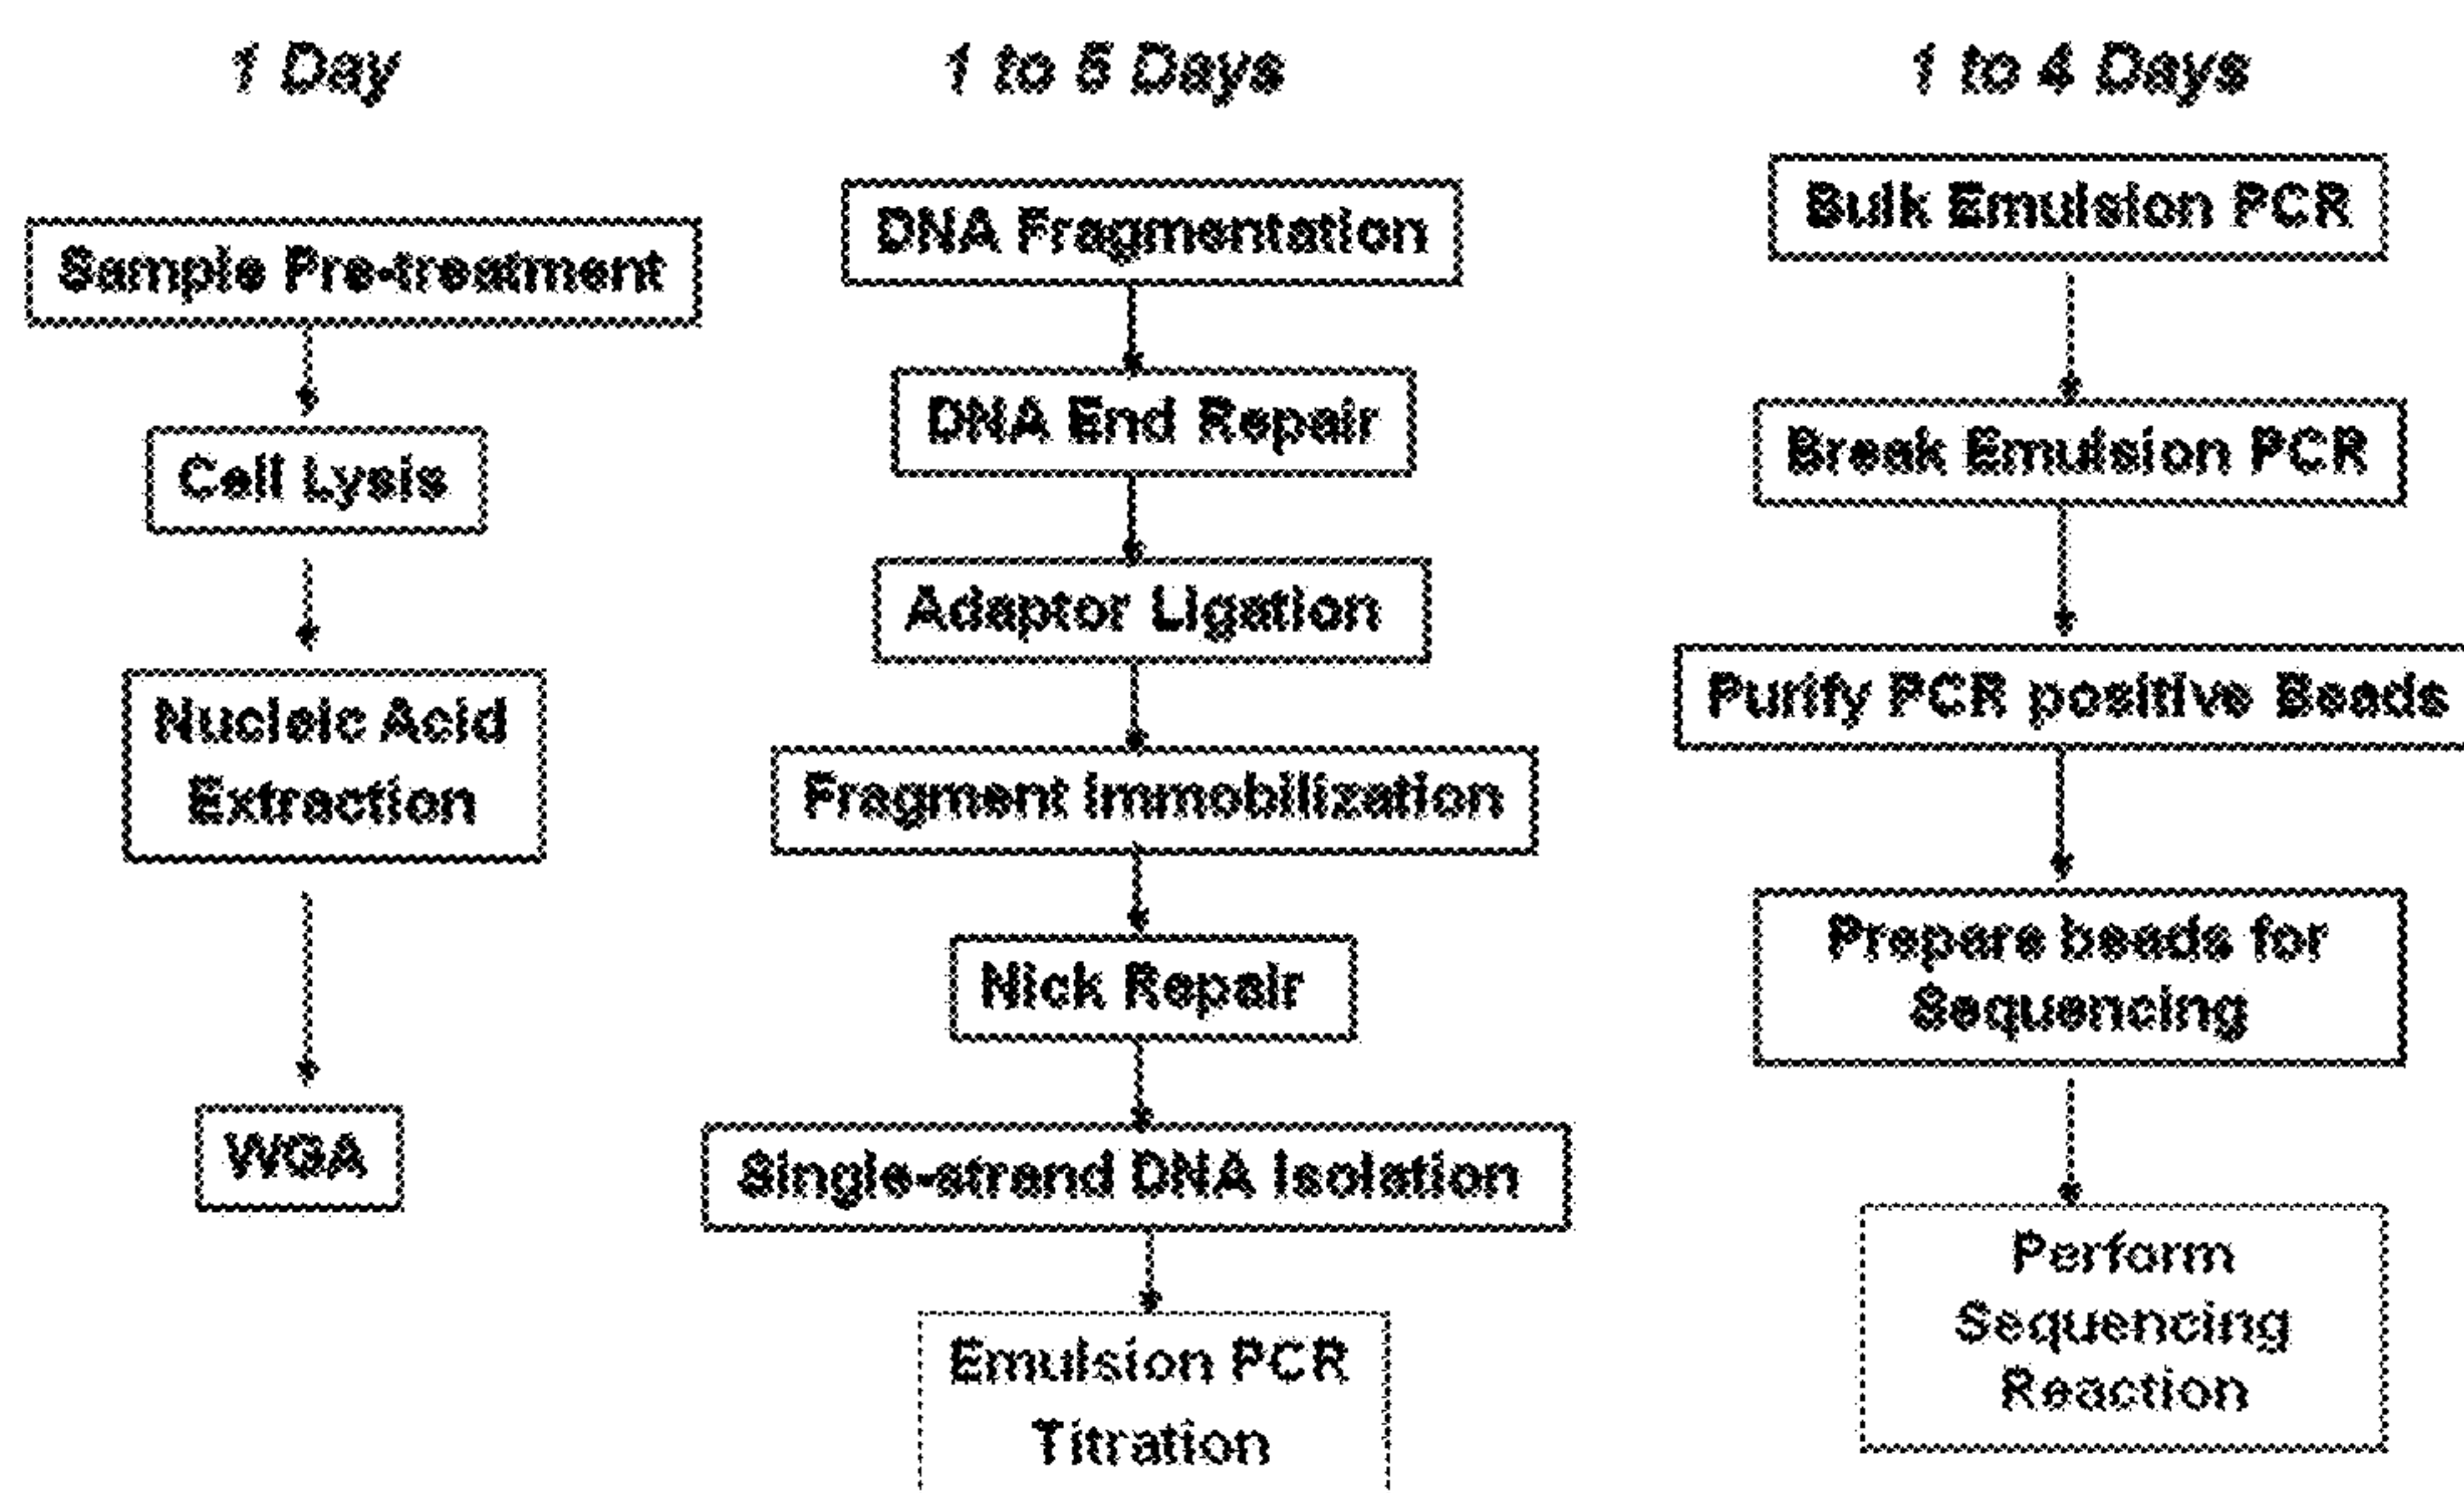 1 Day
Sample Pre-treatment
Cell Lysis
Nucleic Acid
Extraction
WGA
1 to 5 Days
DNA Fragmentation
DNA End Repair
Adaptor Ligation
Fragment Immobilization
Nick Repair
Single-strand DNA Isolation
Emulsion PCR
Titration
1 to 4 Days
Bulk Emulsion PCR
Break Emulsion PCR
Purify PCR positive Beads
Prepare beads for
Sequencing
Perform
Sequencing
Reaction